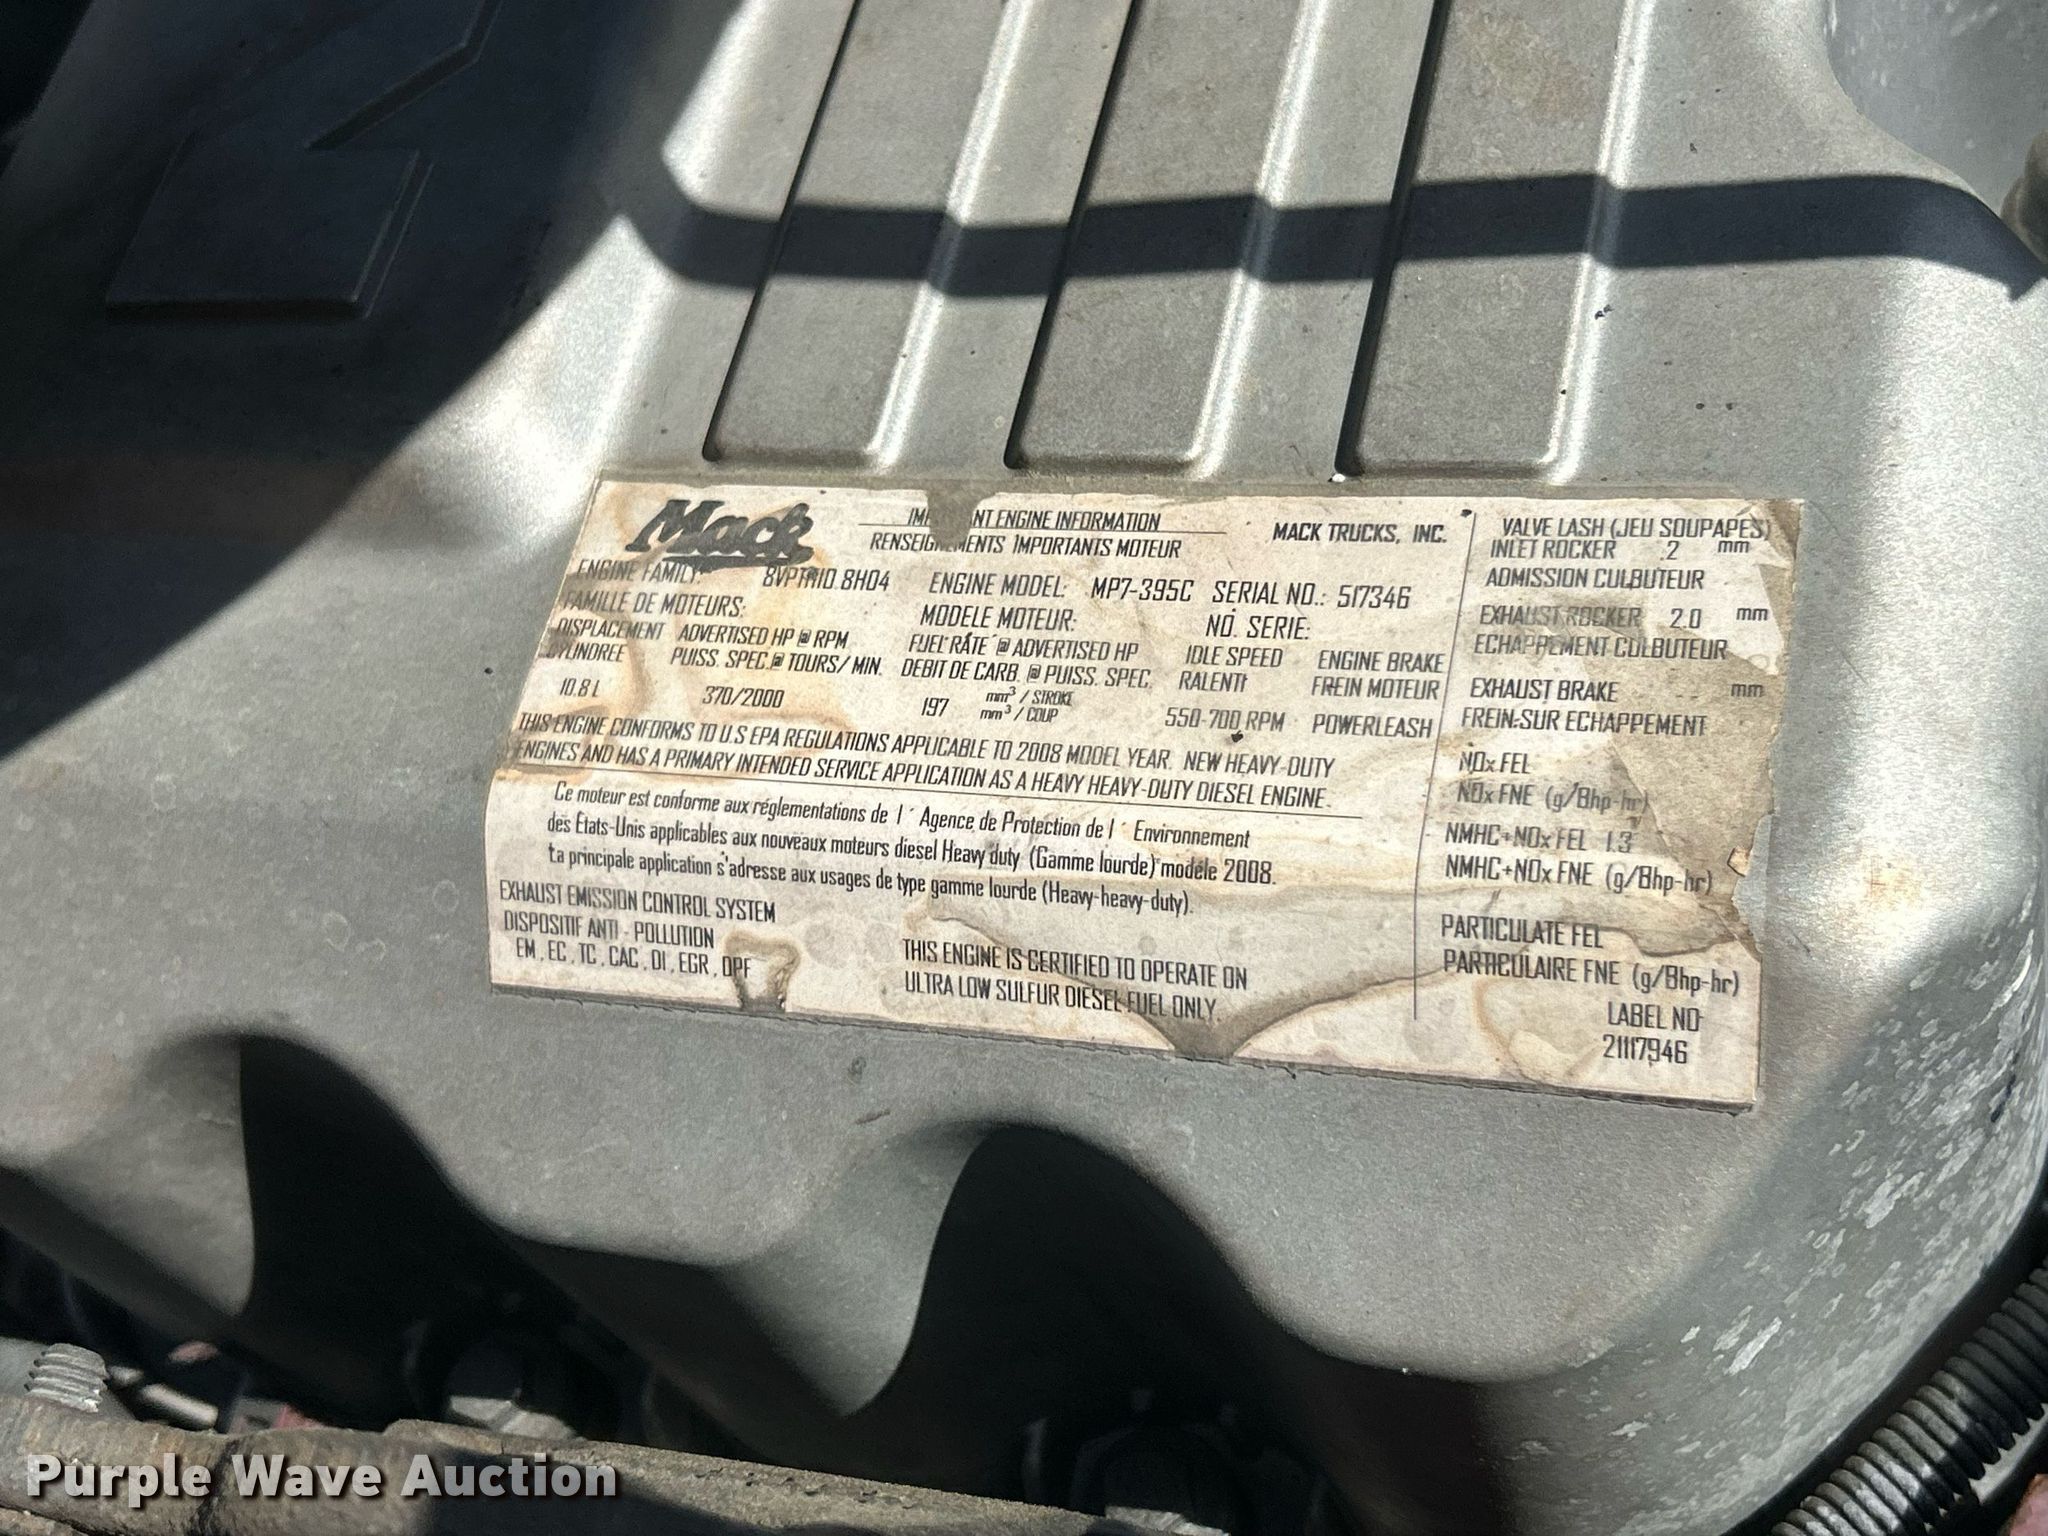 Mack
NT ENGINE INFORMATION
MACK TRUCKS, INC.
RENSEIGNEMENTS IMPORTANTS MOTEUR
ENGINE FAMILY: 8VPTH10.8H04 ENGINE MODEL: MP7-395C SERIAL NO.: 517346
FAMILLE DE MOTEURS: MODELE MOTEUR: NO. SERIE:
DISPLACEMENT ADVERTISED HP @ RPM FUEL RATE @ ADVERTISED HP IDLE SPEED ENGINE BRAKE
CYLINDREE PUISS. SPEC.@ TOURS/ MIN. DEBIT DE CARB. @ PUISS. SPEC. RALENTI FREIN MOTEUR
10.8 L 370/2000 197 mm³ / STROKE 550-700 RPM POWERLEASH
mm³ / COUP
THIS ENGINE CONFORMS TO U.S EPA REGULATIONS APPLICABLE TO 2008 MODEL YEAR. NEW HEAVY-DUTY
ENGINES AND HAS A PRIMARY INTENDED SERVICE APPLICATION AS A HEAVY HEAVY-DUTY DIESEL ENGINE.
Ce moteur est conforme aux réglementations de l´ Agence de Protection de l´ Environnement
des États-Unis applicables aux nouveaux moteurs diesel Heavy duty (Gamme lourde) modéle 2008.
ta principale application s'adresse aux usages de type gamme lourde (Heavy-heavy-duty).
EXHAUST EMISSION CONTROL SYSTEM
DISPOSITIF ANTI - POLLUTION
EM , EC , TC , CAC , DI , EGR , DPF
THIS ENGINE IS CERTIFIED TO OPERATE ON
ULTRA LOW SULFUR DIESEL FUEL ONLY.
VALVE LASH (JEU SOUPAPES)
INLET ROCKER .2 mm
ADMISSION CULBUTEUR
EXHAUST ROCKER 2.0 mm
ECHAPPEMENT CULBUTEUR
EXHAUST BRAKE mm
FREIN-SUR ECHAPPEMENT
NOx FEL
NOx FNE (g/Bhp-hr)
NMHC+NOx FEL 1.3
NMHC+NOx FNE (g/Bhp-hr)
PARTICULATE FEL
PARTICULAIRE FNE (g/Bhp-hr)
LABEL NO
21117946
Purple Wave Auction